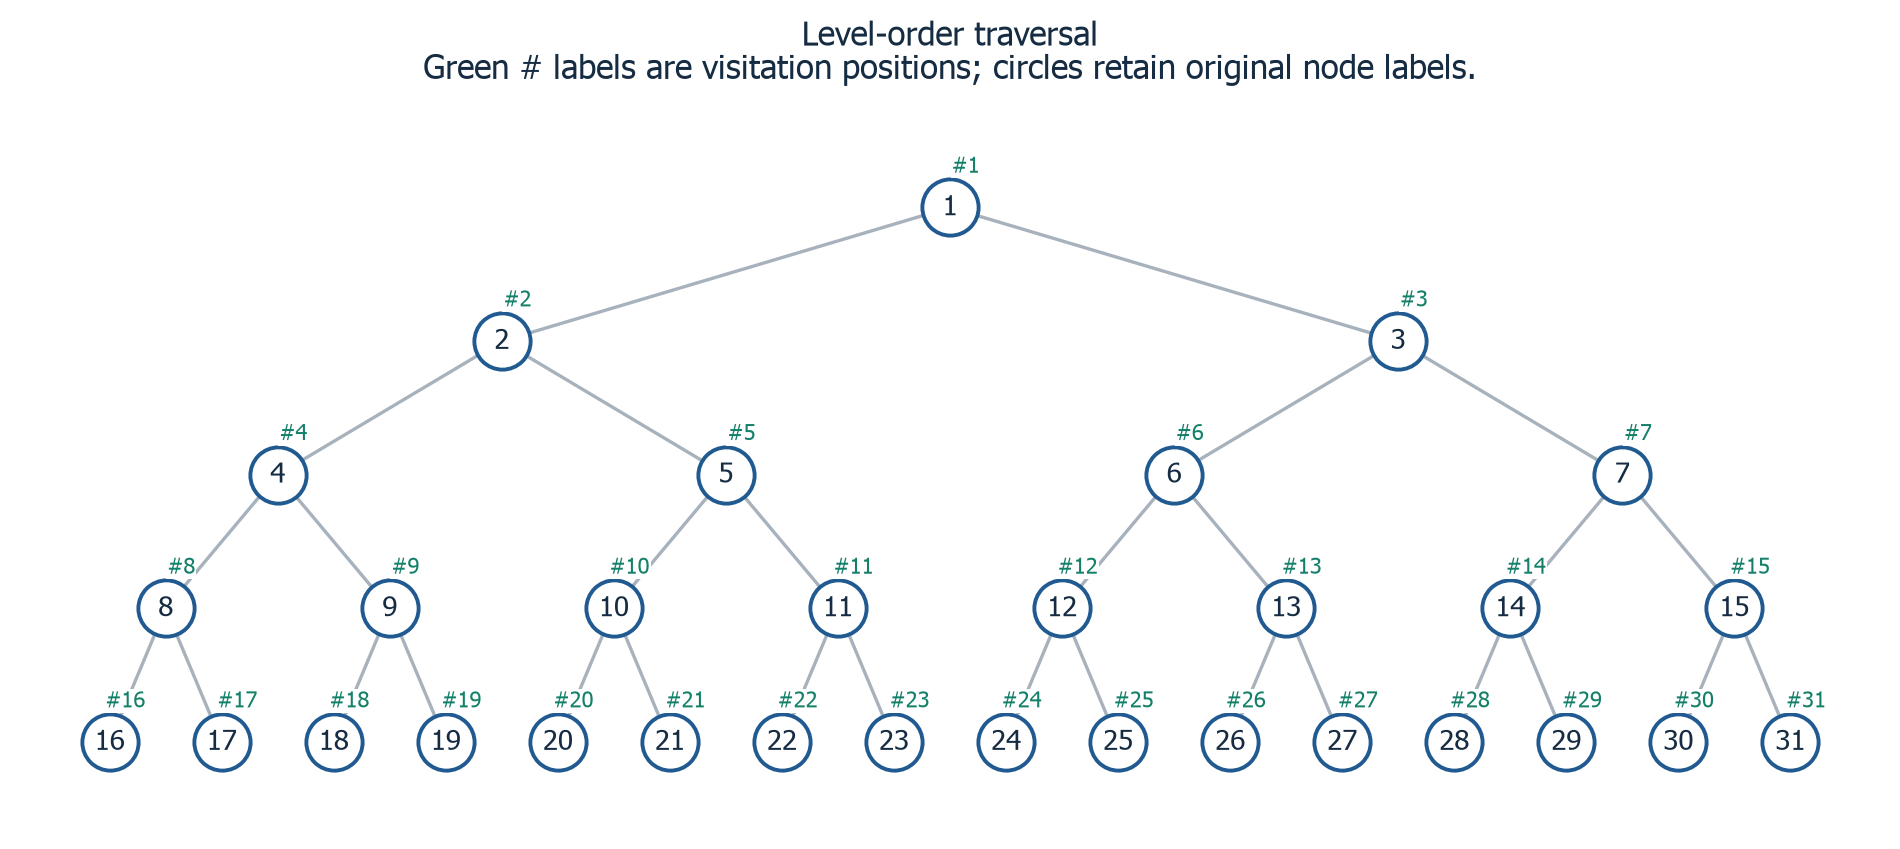 Level-order traversal
Green # labels are visitation positions; circles retain original node labels.
#1
1
#2 #3
2 3
#4 #5 #6 #7
4 5 6 7
#8 #9 #10 #11 #12 #13 #14 #15
8 9 10 11 12 13 14 15
#16 #17 #18 #19 #20 #21 #22 #23 #24 #25 #26 #27 #28 #29 #30 #31
16 17 18 19 20 21 22 23 24 25 26 27 28 29 30 31